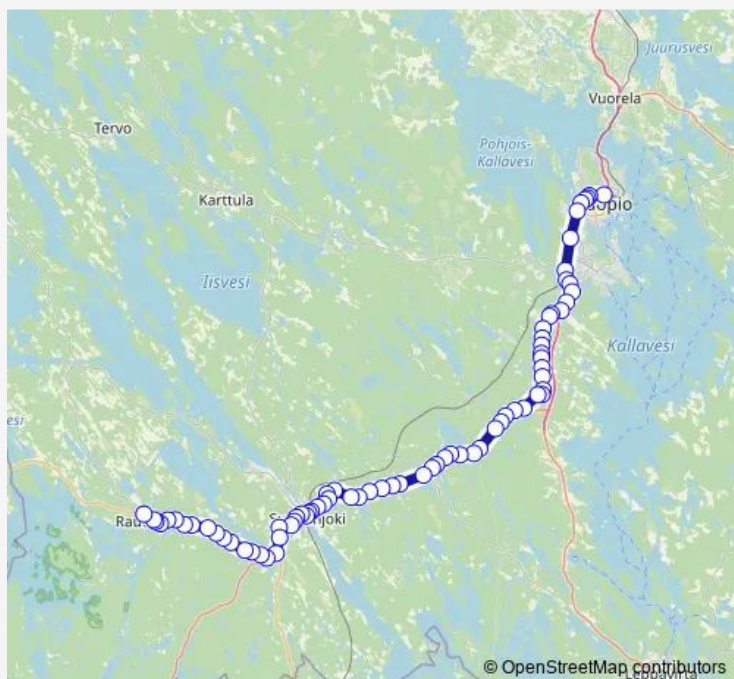 Juurusvesi
Vuorela
Tervo
Pohjois-
Kallavesi
Karttula
Iisvesi
Kallavesi
© OpenStreetMap contributors